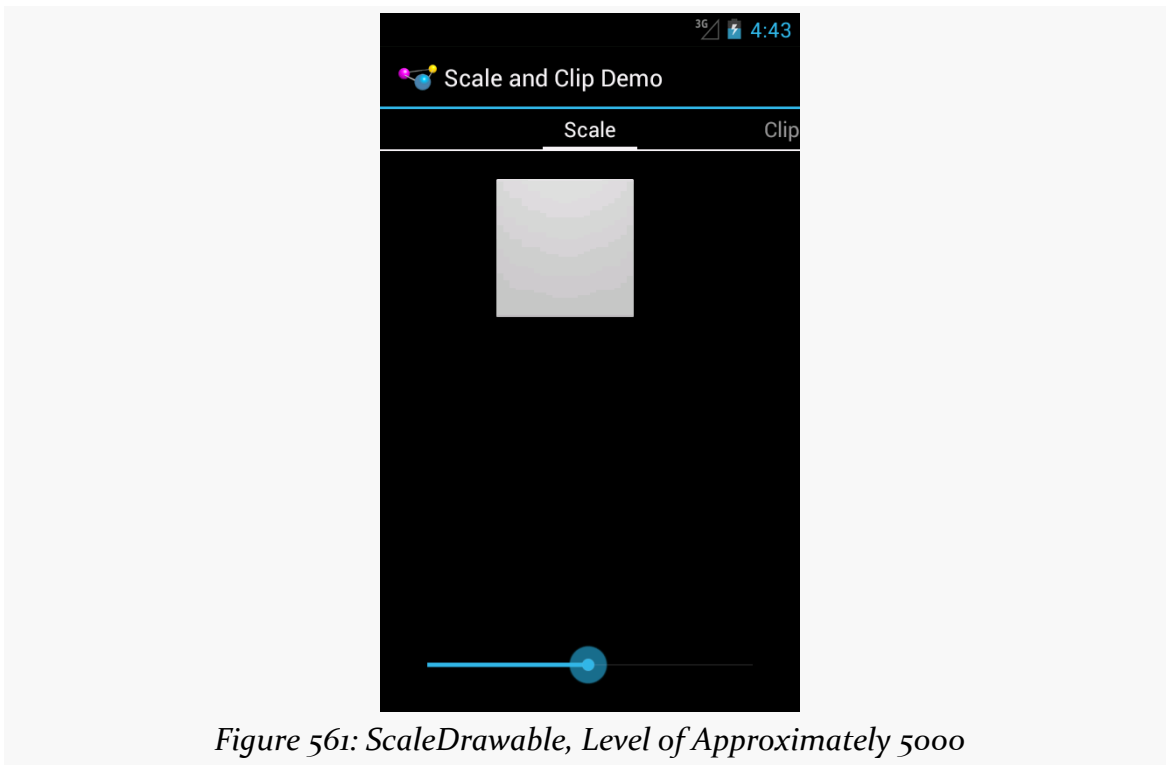 3G 4:43
Scale and Clip Demo
Scale Clip
Figure 561: ScaleDrawable, Level of Approximately 5000